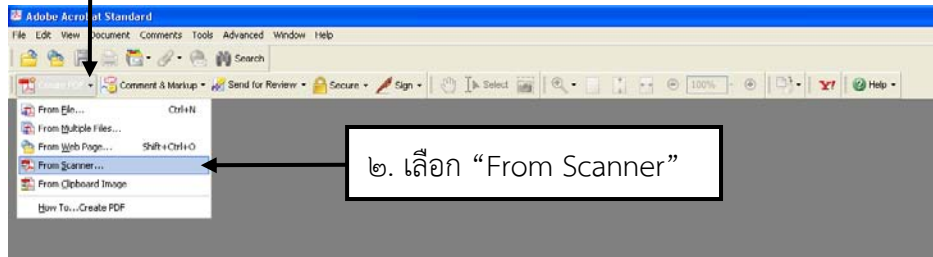 Adobe Acrobat Standard
File Edit View Document Comments Tools Advanced Window Help
Search
Create PDF Comment & Markup Send for Review Secure Sign Select 100% Y! Help
From File... Ctrl+N
From Multiple Files...
From Web Page... Shift+Ctrl+O
From Scanner...
From Clipboard Image
How To...Create PDF
๒. เลือก “From Scanner”